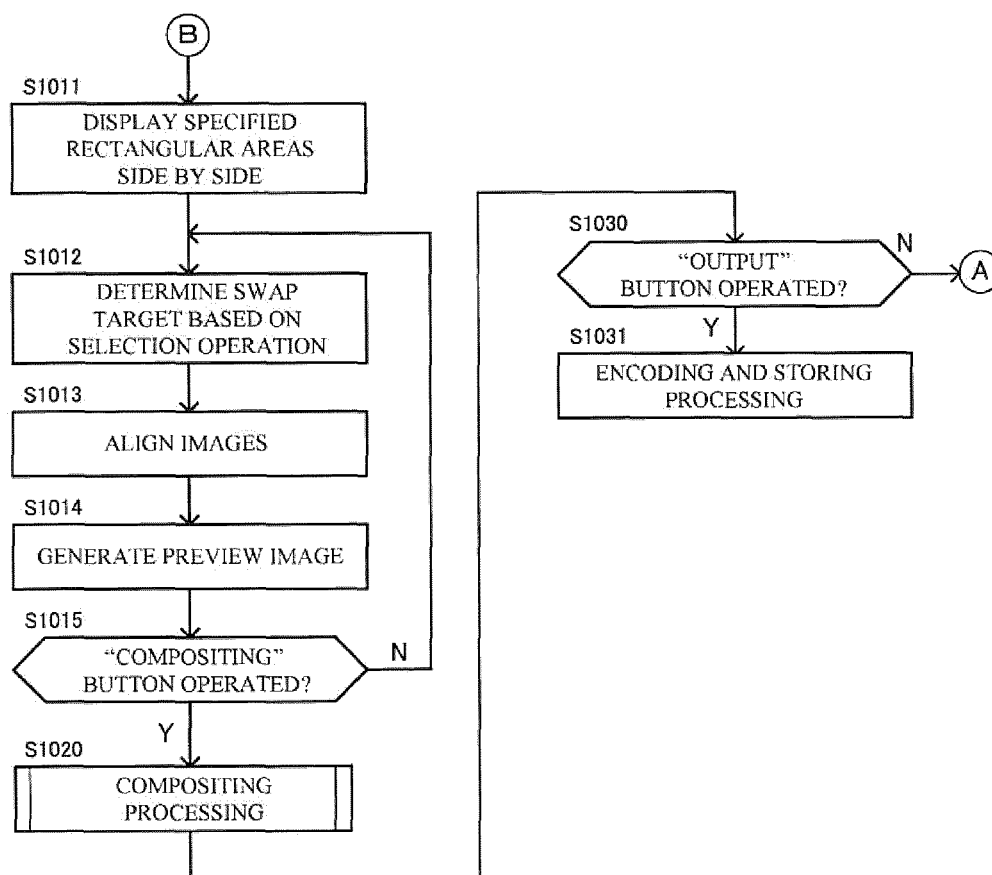 B
S1011
DISPLAY SPECIFIED
RECTANGULAR AREAS
SIDE BY SIDE
S1012
DETERMINE SWAP
TARGET BASED ON
SELECTION OPERATION
S1013
ALIGN IMAGES
S1014
GENERATE PREVIEW IMAGE
S1015
“COMPOSITING”
BUTTON OPERATED?
N
Y
S1020
COMPOSITING
PROCESSING
S1030
“OUTPUT”
BUTTON OPERATED?
N
A
Y
S1031
ENCODING AND STORING
PROCESSING